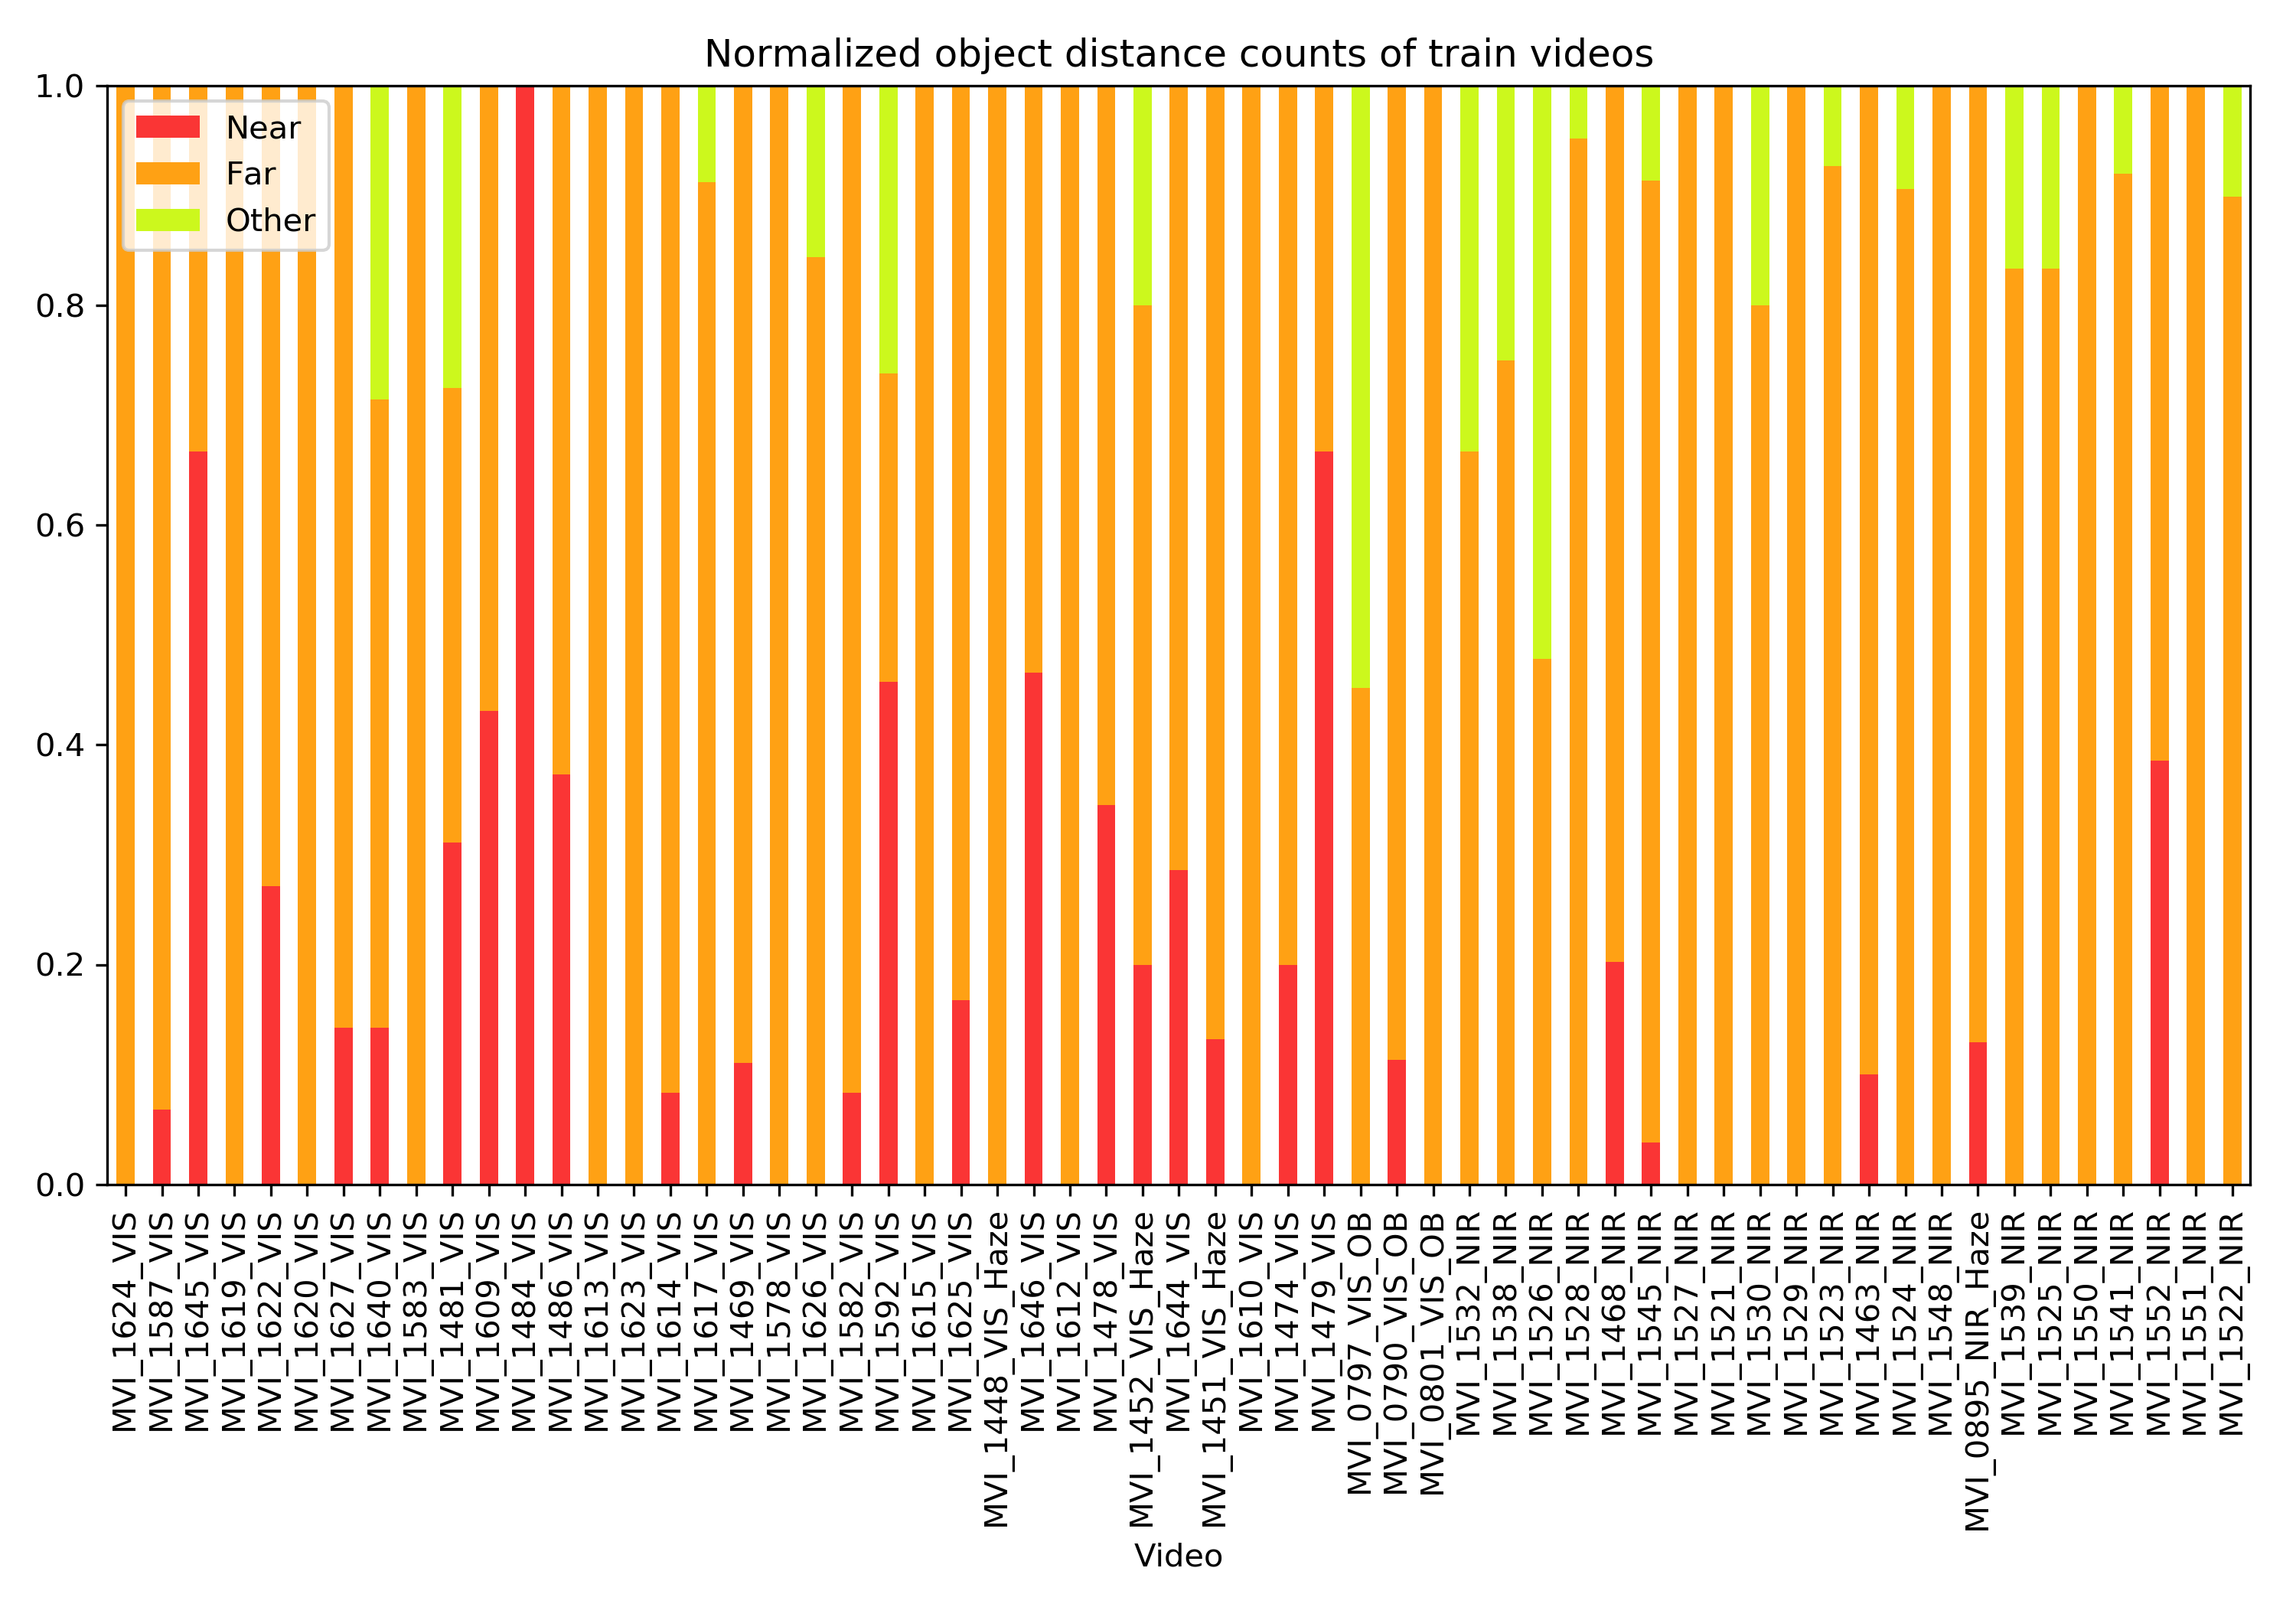 Normalized object distance counts of train videos
1.0
0.8
0.6
0.4
0.2
0.0
Near
Far
Other
MVI_1624_VIS
MVI_1587_VIS
MVI_1645_VIS
MVI_1619_VIS
MVI_1622_VIS
MVI_1620_VIS
MVI_1627_VIS
MVI_1640_VIS
MVI_1583_VIS
MVI_1481_VIS
MVI_1609_VIS
MVI_1484_VIS
MVI_1486_VIS
MVI_1613_VIS
MVI_1623_VIS
MVI_1614_VIS
MVI_1617_VIS
MVI_1469_VIS
MVI_1578_VIS
MVI_1626_VIS
MVI_1582_VIS
MVI_1592_VIS
MVI_1615_VIS
MVI_1625_VIS
MVI_1448_VIS_Haze
MVI_1646_VIS
MVI_1612_VIS
MVI_1478_VIS
MVI_1452_VIS_Haze
MVI_1644_VIS
MVI_1451_VIS_Haze
MVI_1610_VIS
MVI_1474_VIS
MVI_1479_VIS
MVI_0797_VIS_OB
MVI_0790_VIS_OB
MVI_0801_VIS_OB
MVI_1532_NIR
MVI_1538_NIR
MVI_1526_NIR
MVI_1528_NIR
MVI_1468_NIR
MVI_1545_NIR
MVI_1527_NIR
MVI_1521_NIR
MVI_1530_NIR
MVI_1529_NIR
MVI_1523_NIR
MVI_1463_NIR
MVI_1524_NIR
MVI_1548_NIR
MVI_0895_NIR_Haze
MVI_1539_NIR
MVI_1525_NIR
MVI_1550_NIR
MVI_1541_NIR
MVI_1552_NIR
MVI_1551_NIR
MVI_1522_NIR
Video